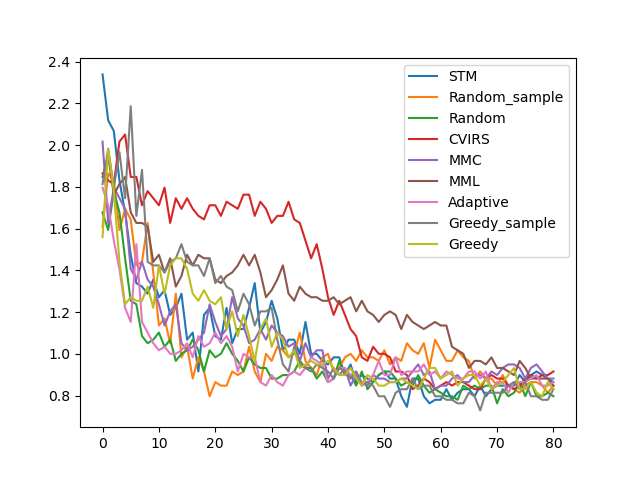 2.4
2.2
2.0
1.8
1.6
1.4
1.2
1.0
0.8
0 10 20 30 40 50 60 70 80
STM
Random_sample
Random
CVIRS
MMC
MML
Adaptive
Greedy_sample
Greedy